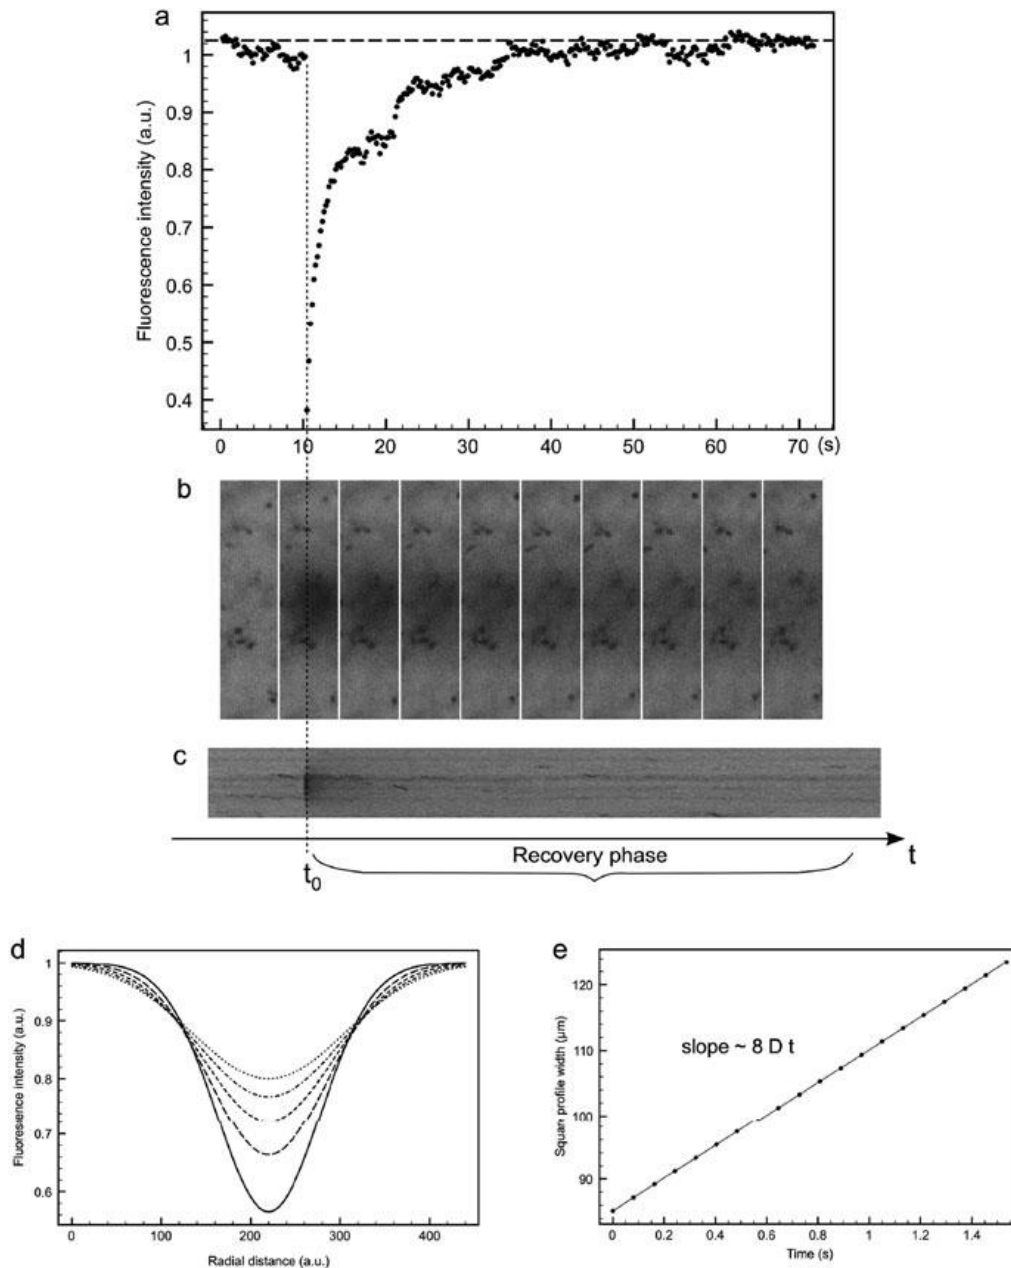 a
Fluorescence intensity (a.u.)
1
0.9
0.8
0.7
0.6
0.5
0.4
0 10 20 30 40 50 60 70 (s)
b
c
t
Recovery phase
t0
d
Fluorescence intensity (a.u.)
1
0.9
0.8
0.7
0.6
0 100 200 300 400
Radial distance (a.u.)
e
Squared profile width (µm)
120
110
100
90
slope ~ 8 D t
0 0.2 0.4 0.6 0.8 1 1.2 1.4
Time (s)